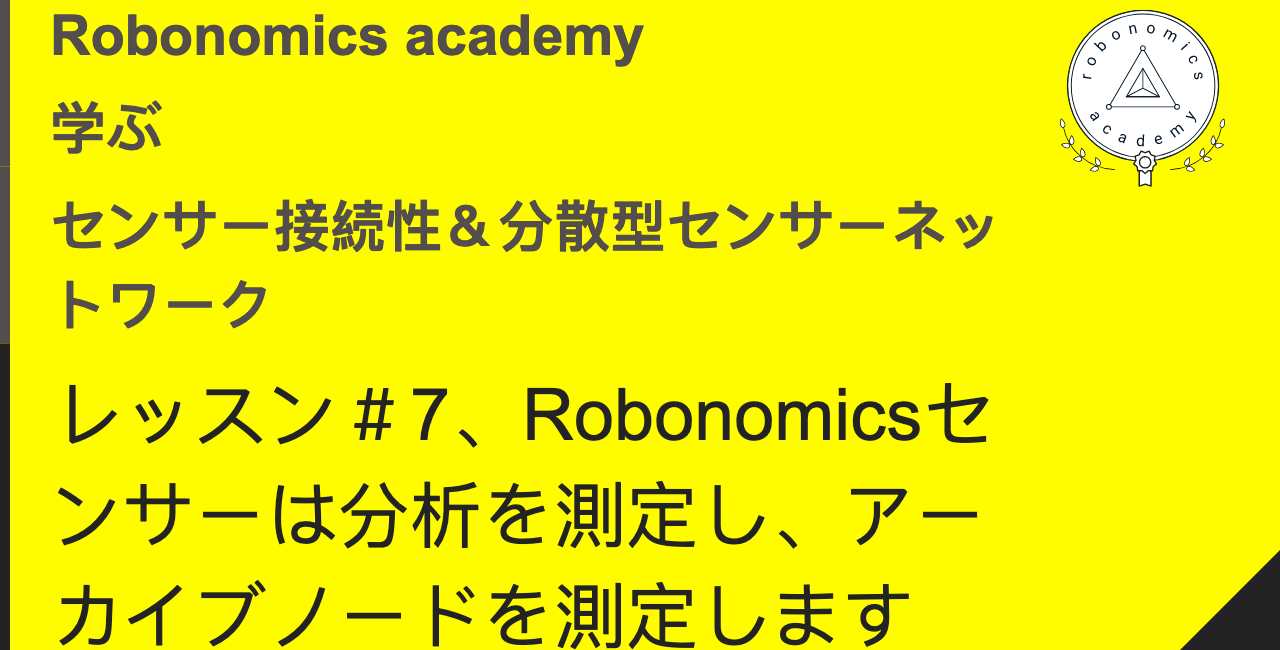 Robonomics academy
学ぶ
センサー接続性＆分散型センサーネッ
トワーク
レッスン＃7、Robonomicsセ
ンサーは分析を測定し、アー
カイブノードを測定します
robonomics
academy